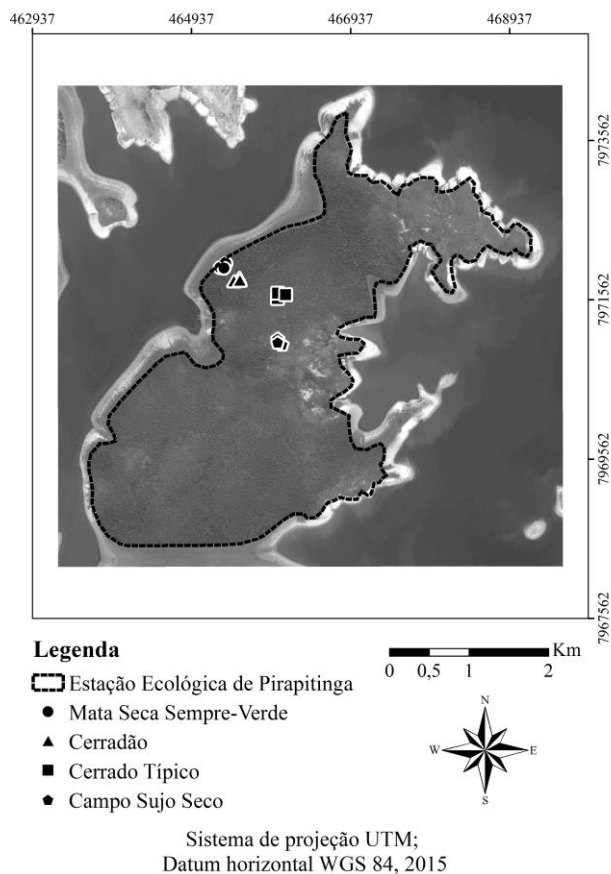 462937 464937 466937 468937
7973562
7971562
7969562
7967562
Legenda
Estação Ecológica de Pirapitinga
Mata Seca Sempre-Verde
Cerradão
Cerrado Típico
Campo Sujo Seco
Km
0 0,5 1 2
N
W E
S
Sistema de projeção UTM;
Datum horizontal WGS 84, 2015